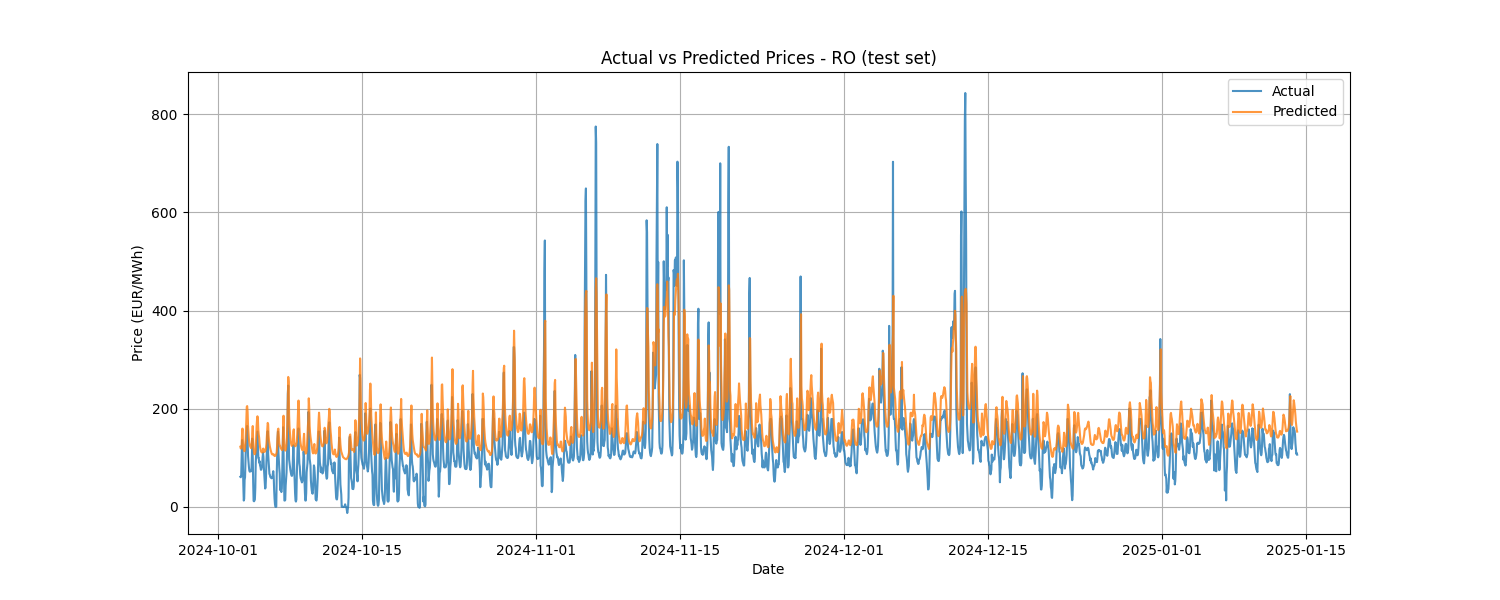 Actual vs Predicted Prices - RO (test set)
Actual
Predicted
Price (EUR/MWh)
800
600
400
200
0
2024-10-01
2024-10-15
2024-11-01
2024-11-15
2024-12-01
2024-12-15
2025-01-01
2025-01-15
Date